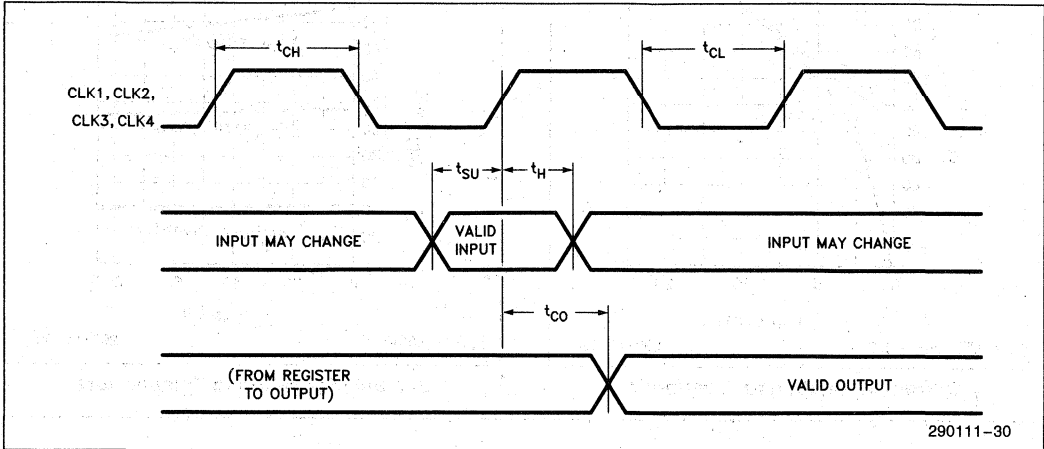 tCH
tCL
CLK1, CLK2,
CLK3, CLK4
tSU
tH
INPUT MAY CHANGE
VALID
INPUT
INPUT MAY CHANGE
tCO
(FROM REGISTER
TO OUTPUT)
VALID OUTPUT
290111–30